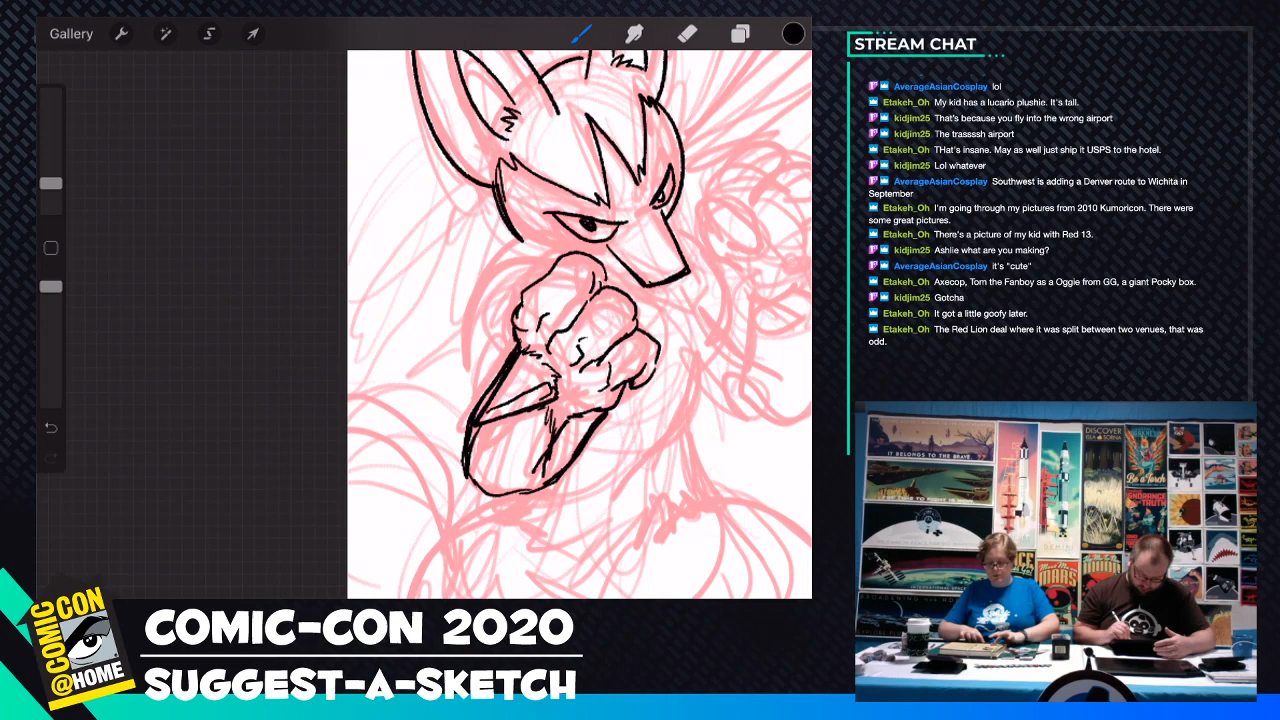 Gallery
STREAM CHAT
AverageAsianCosplay lol
Etakeh_Oh My kid has a lucario plushie. It's tall.
kidjim25 That's because you fly into the wrong airport
kidjim25 The trassssh airport
Etakeh_Oh THat's insane. May as well just ship it USPS to the hotel.
kidjim25 Lol whatever
AverageAsianCosplay Southwest is adding a Denver route to Wichita in
September
Etakeh_Oh I'm going through my pictures from 2010 Kumoricon. There were
some great pictures.
Etakeh_Oh There's a picture of my kid with Red 13.
kidjim25 Ashlie what are you making?
AverageAsianCosplay it's "cute"
Etakeh_Oh Axecop, Tom the Fanboy as a Oggie from GG, a giant Pocky box.
kidjim25 Gotcha
Etakeh_Oh It got a little goofy later.
Etakeh_Oh The Red Lion deal where it was split between two venues, that was
odd.
IT BELONGS TO THE BRAVE
DISCOVER
ISLA SORNA
Be a Torch
IGNORANCE
TRUTH
GEMINI
MARS
COMIC CON
@HOME
COMIC-CON 2020
SUGGEST-A-SKETCH